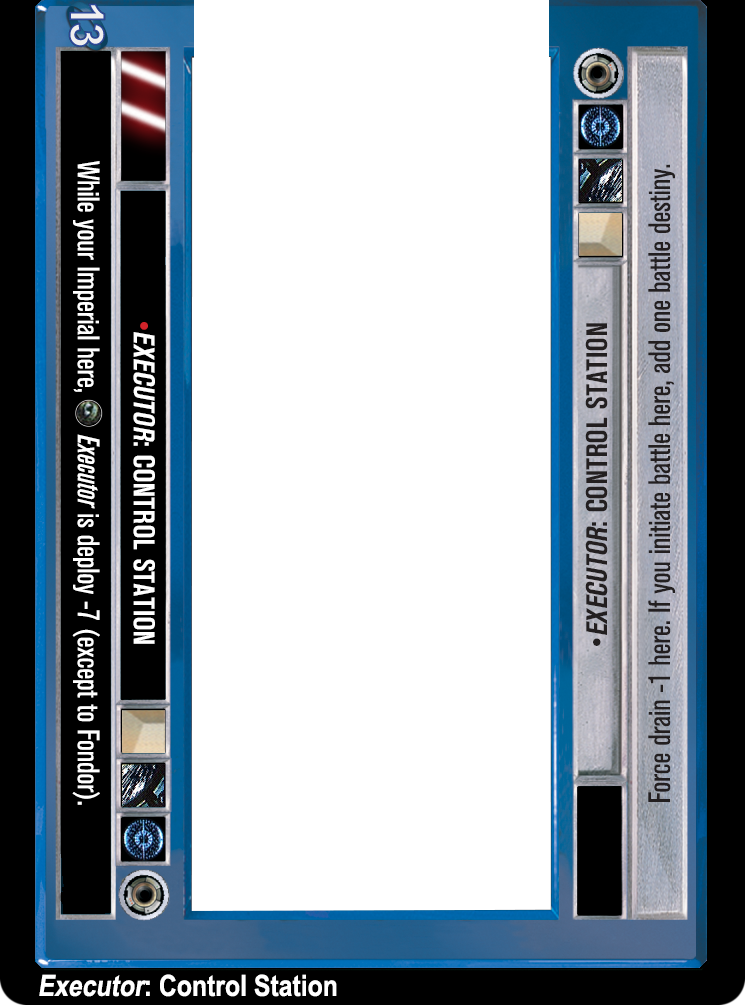 13
While your Imperial here, Executor is deploy -7 (except to Fondor).
•EXECUTOR: CONTROL STATION
•EXECUTOR: CONTROL STATION
Force drain -1 here. If you initiate battle here, add one battle destiny.
Executor: Control Station